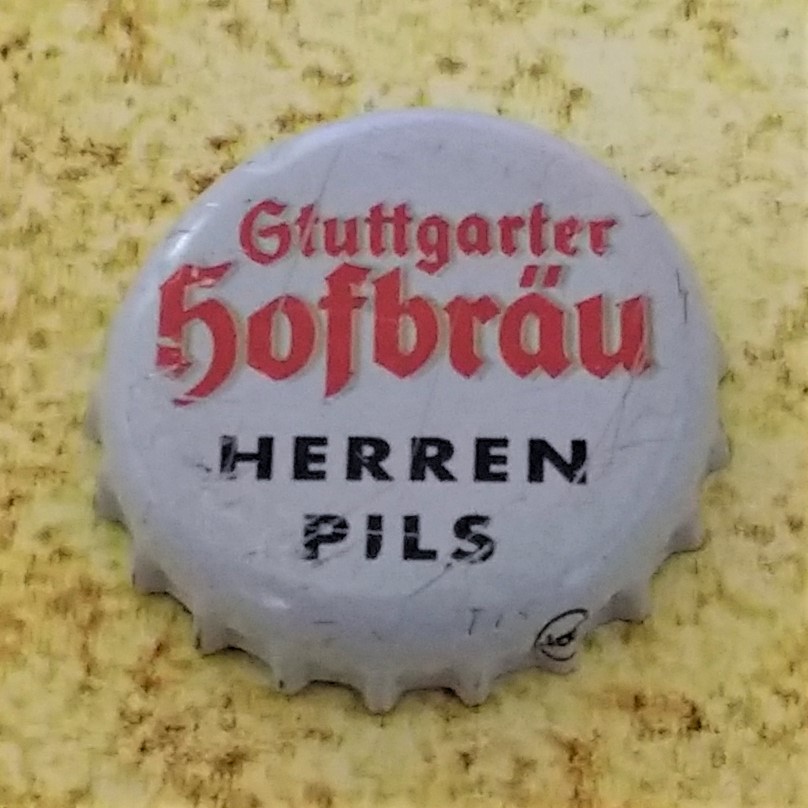 Stuttgarter
Hofbräu
HERREN
PILS